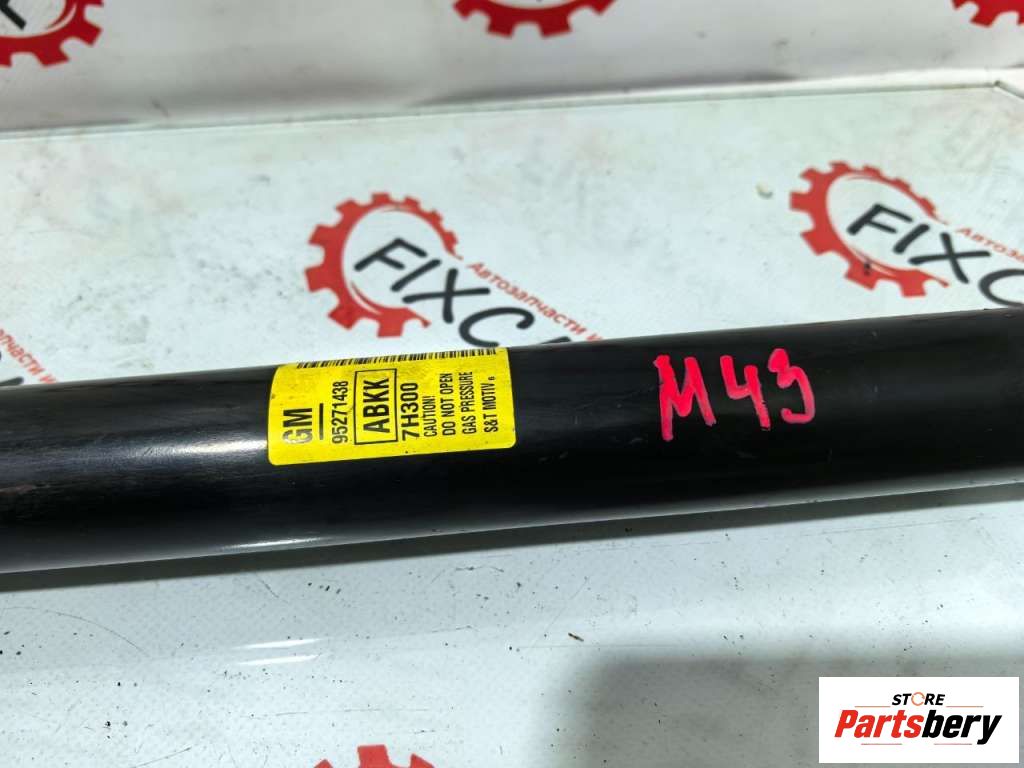 FIXC
Автозапчасти и
FIXC
Автозапчасти
GM
95271438
ABKK
7H300
CAUTION!
DO NOT OPEN
GAS PRESSURE
S&T MOTIV
M43
STORE
Partsbery